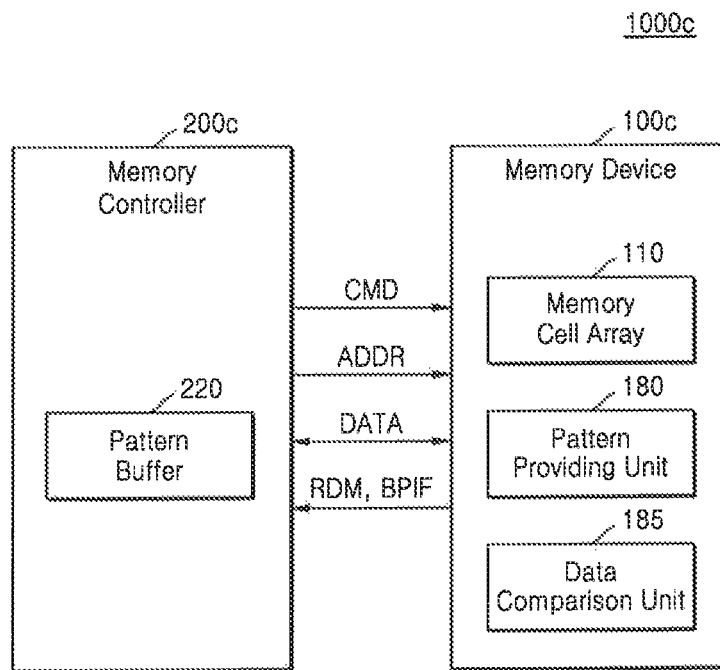 1000c
200c
Memory
Controller
220
Pattern
Buffer
CMD
ADDR
DATA
RDM, BPIF
100c
Memory Device
110
Memory
Cell Array
180
Pattern
Providing Unit
185
Data
Comparison Unit